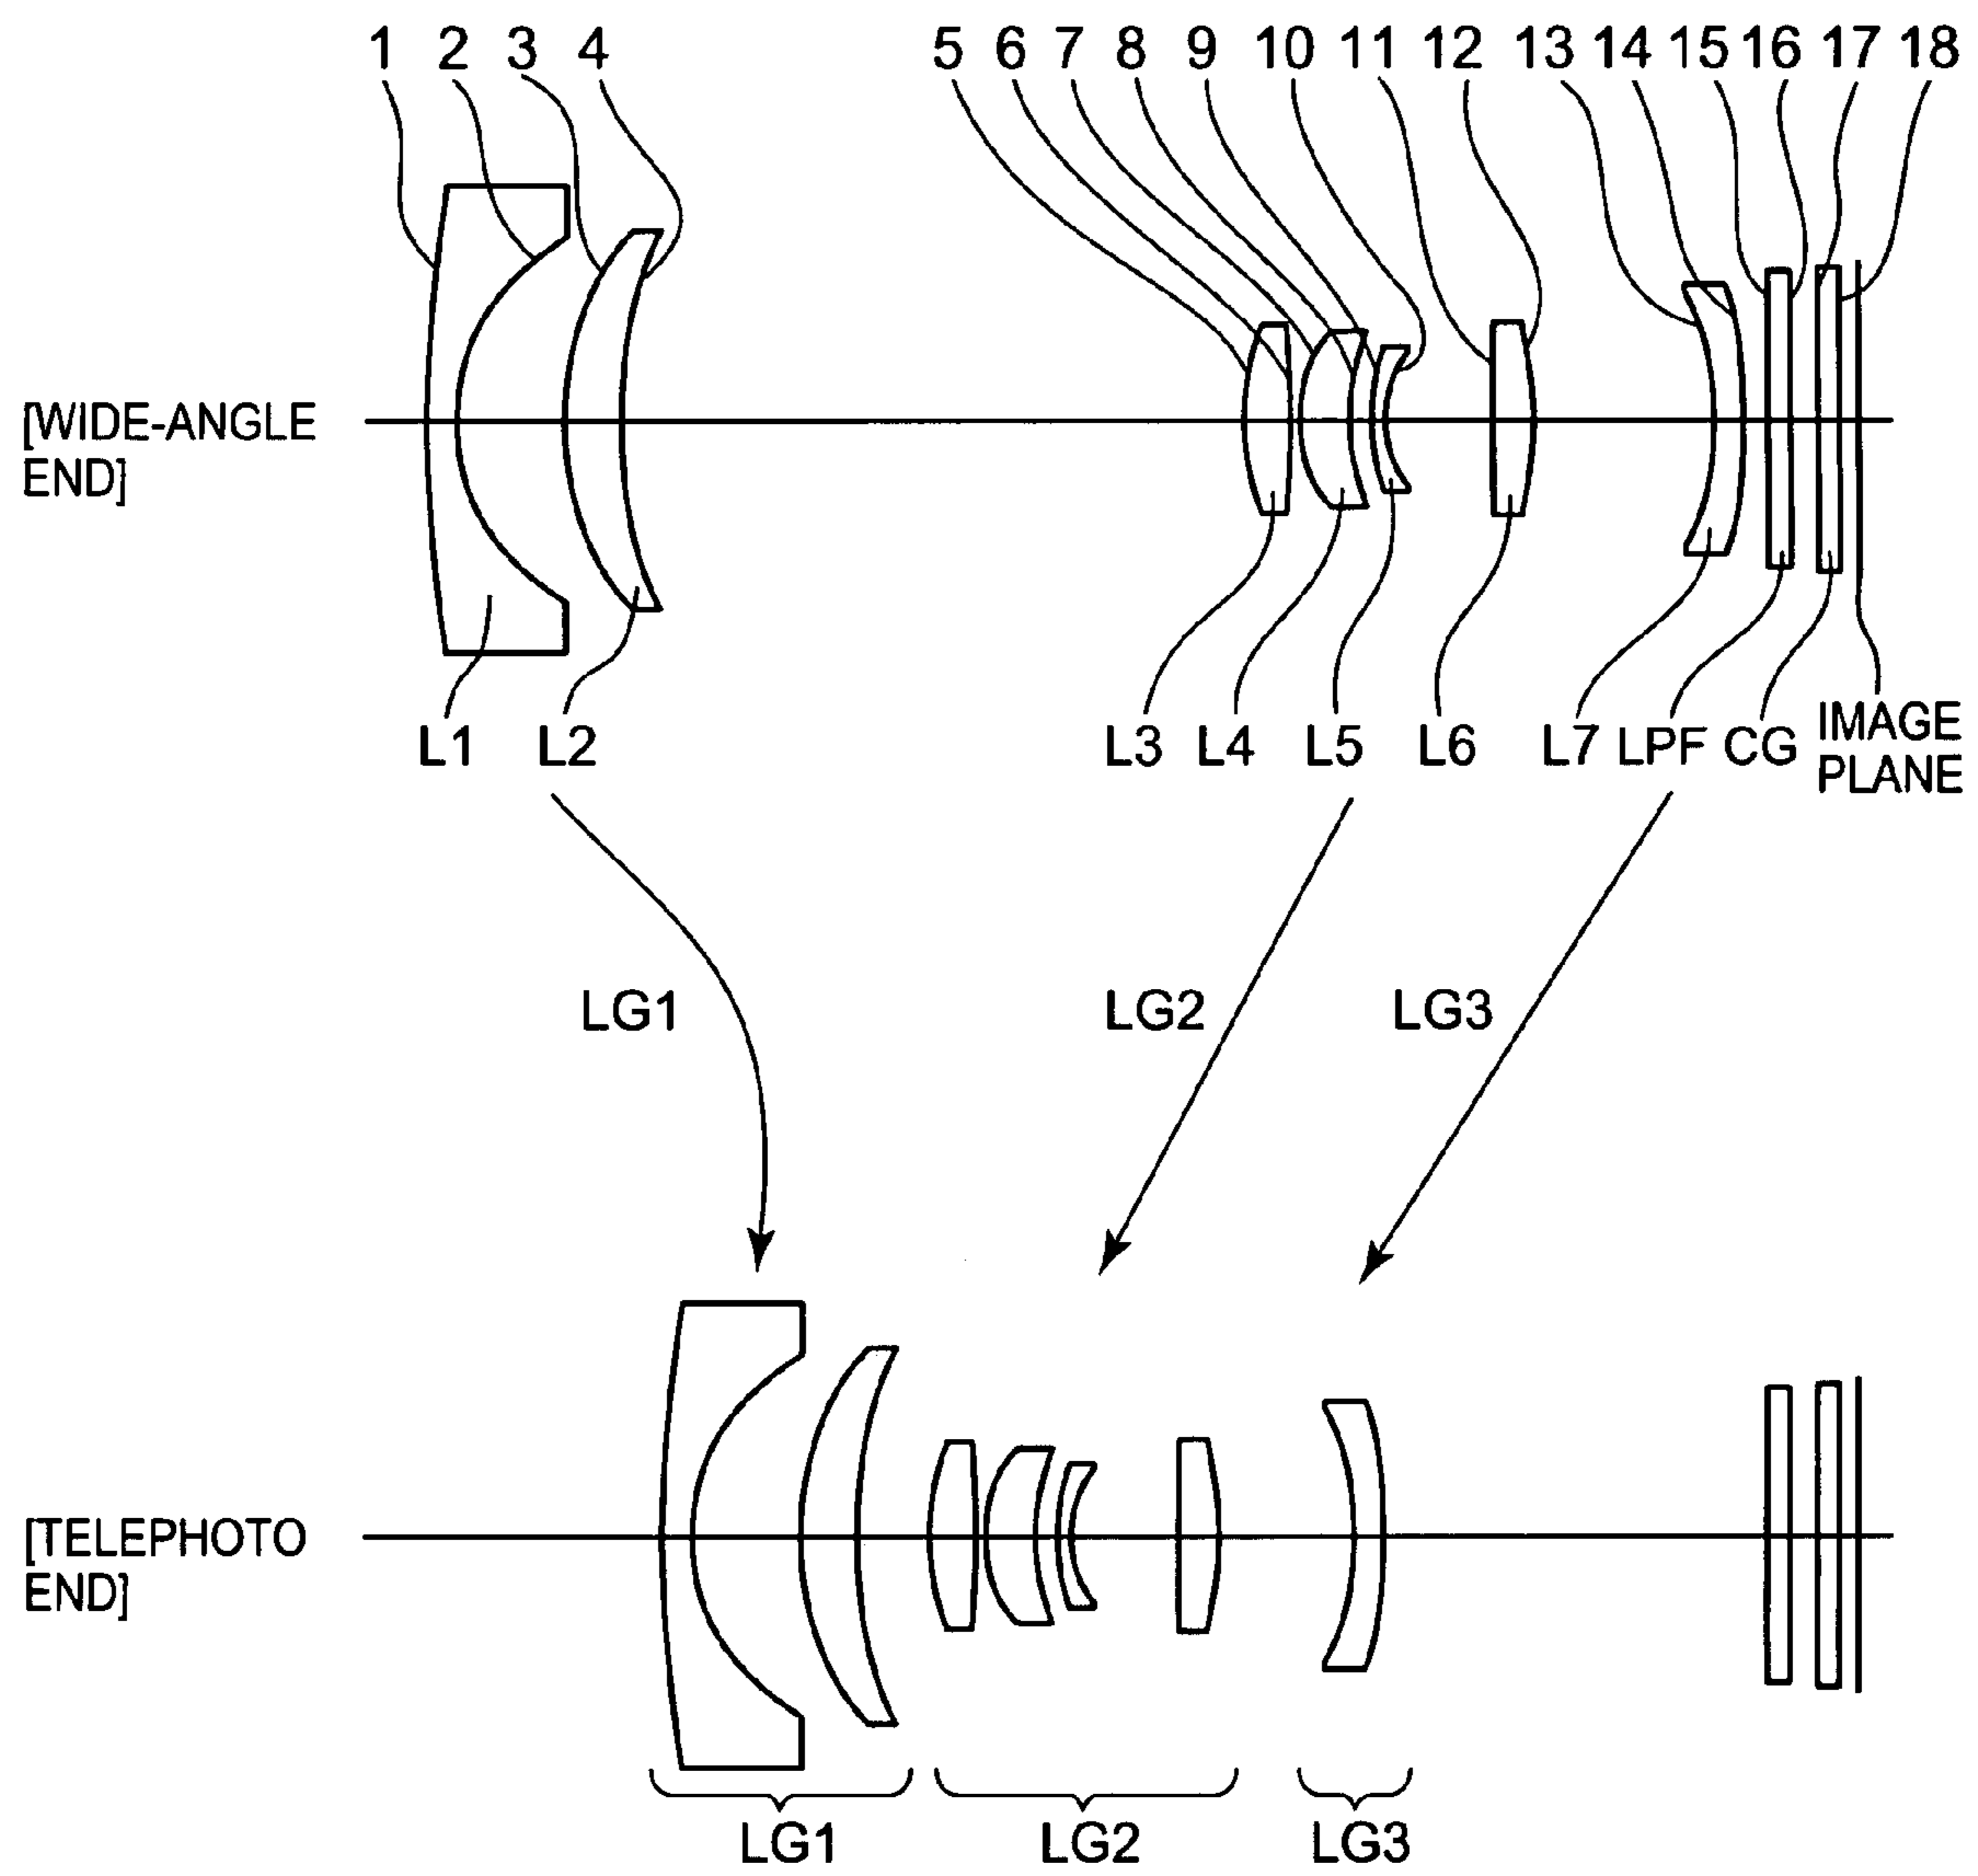 1 2 3 4 5 6 7 8 9 10 11 12 13 14 15 16 17 18
[WIDE-ANGLE
END]
L1 L2 L3 L4 L5 L6 L7 LPF CG IMAGE
PLANE
LG1 LG2 LG3
[TELEPHOTO
END]
LG1 LG2 LG3